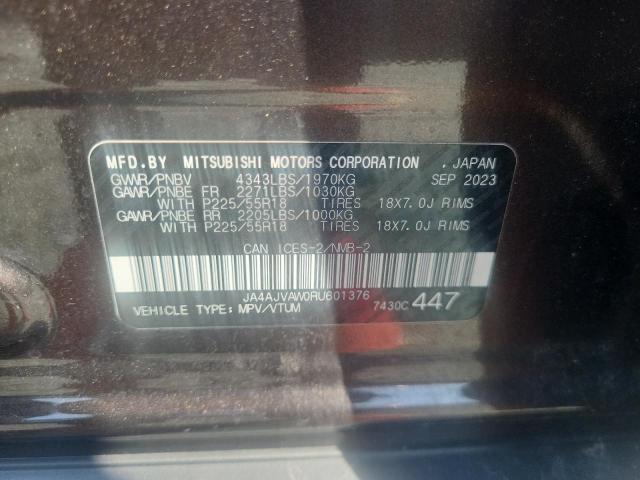 MFD.BY MITSUBISHI MOTORS CORPORATION , JAPAN
GVWR/PNBV 4343LBS/1970KG SEP 2023
GAWR/PNBE FR 2271LBS/1030KG
WITH P225/55R18 TIRES 18X7.0J RIMS
GAWR/PNBE RR 2205LBS/1000KG
WITH P225/55R18 TIRES 18X7.0J RIMS
CAN ICES-2/NMB-2
JA4AJVAW0RU601376
VEHICLE TYPE: MPV/VTUM 7430C 447